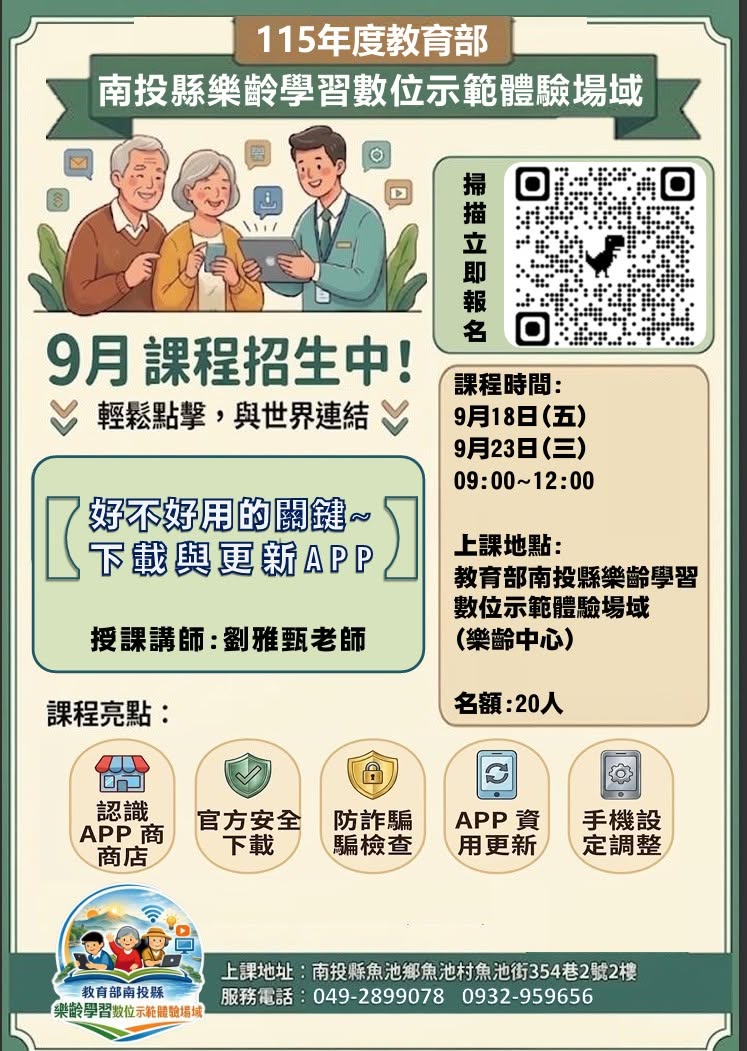 115年度教育部
南投縣樂齡學習數位示範體驗場域
掃描立即報名
9月課程招生中！
輕鬆點擊，與世界連結
課程時間：
9月18日(五)
9月23日(三)
09:00~12:00
上課地點：
教育部南投縣樂齡學習
數位示範體驗場域
(樂齡中心)
名額:20人
【好不好用的關鍵~
下載與更新APP】
授課講師:劉雅甄老師
課程亮點：
認識
APP 商
商店
官方安全
下載
防詐騙
騙檢查
APP 資
用更新
手機設
定調整
教育部南投縣
樂齡學習數位示範體驗場域
上課地址：南投縣魚池鄉魚池村魚池街354巷2號2樓
服務電話：049-2899078 0932-959656